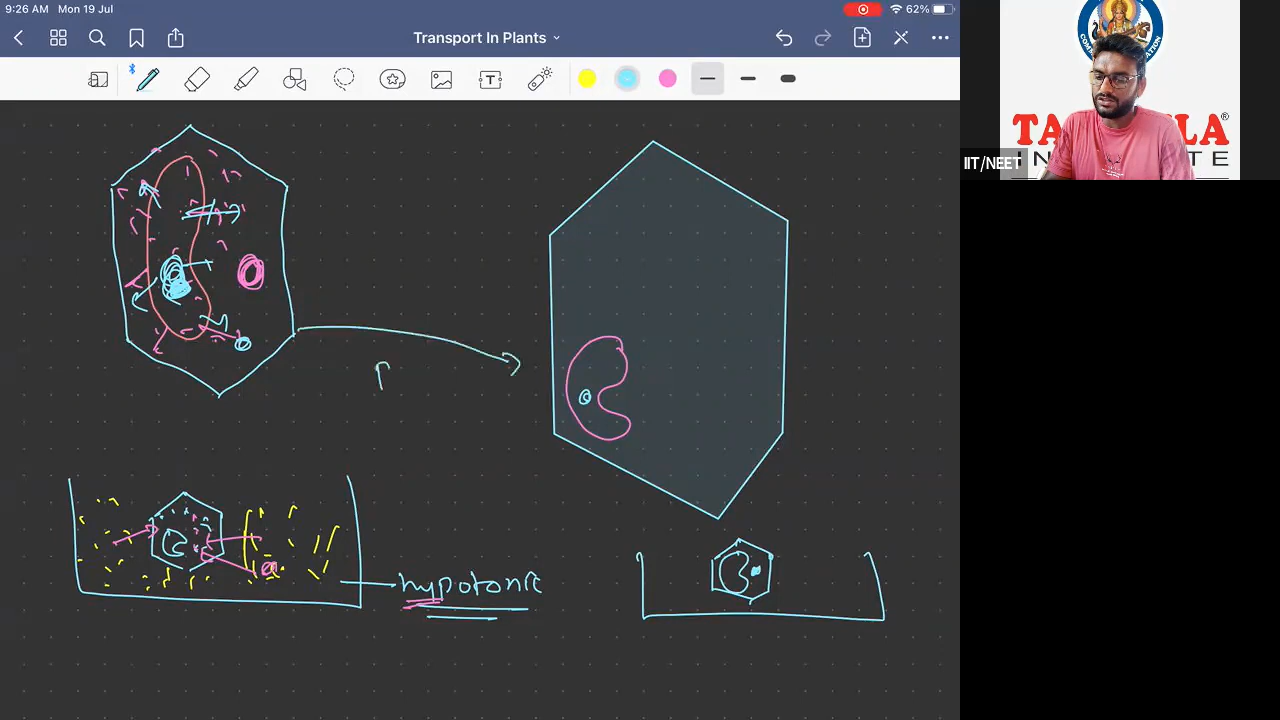 9:26 AM Mon 19 Jul
62%
Transport In Plants
T
IIT/NEET
hypotonic